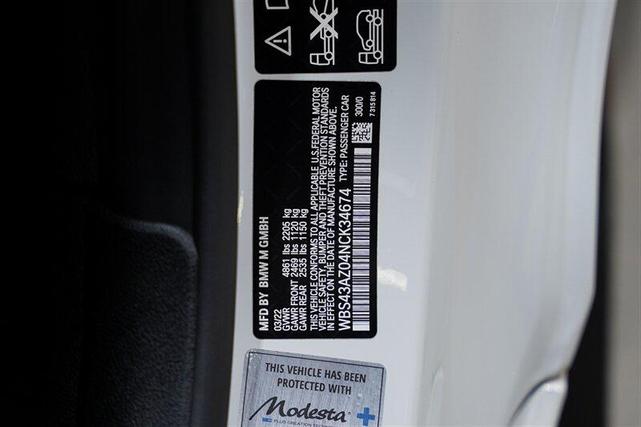 MFD BY BMW M GMBH
03/22
GVWR 4861 lbs 2205 kg
GAWR FRONT 2469 lbs 1120 kg
GAWR REAR 2535 lbs 1150 kg
THIS VEHICLE CONFORMS TO ALL APPLICABLE U.S.FEDERAL MOTOR
VEHICLE SAFETY, BUMPER AND THEFT PREVENTION STANDARDS
IN EFFECT ON THE DATE OF MANUFACTURE SHOWN ABOVE.
WBS43AZ04NCK34674 TYPE: PASSENGER CAR
300/0
7 315 814
THIS VEHICLE HAS BEEN
PROTECTED WITH
Modesta